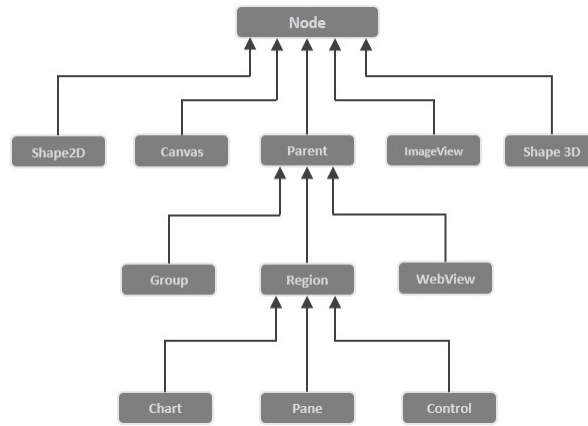 Node
Shape2D
Canvas
Parent
ImageView
Shape 3D
Group
Region
WebView
Chart
Pane
Control